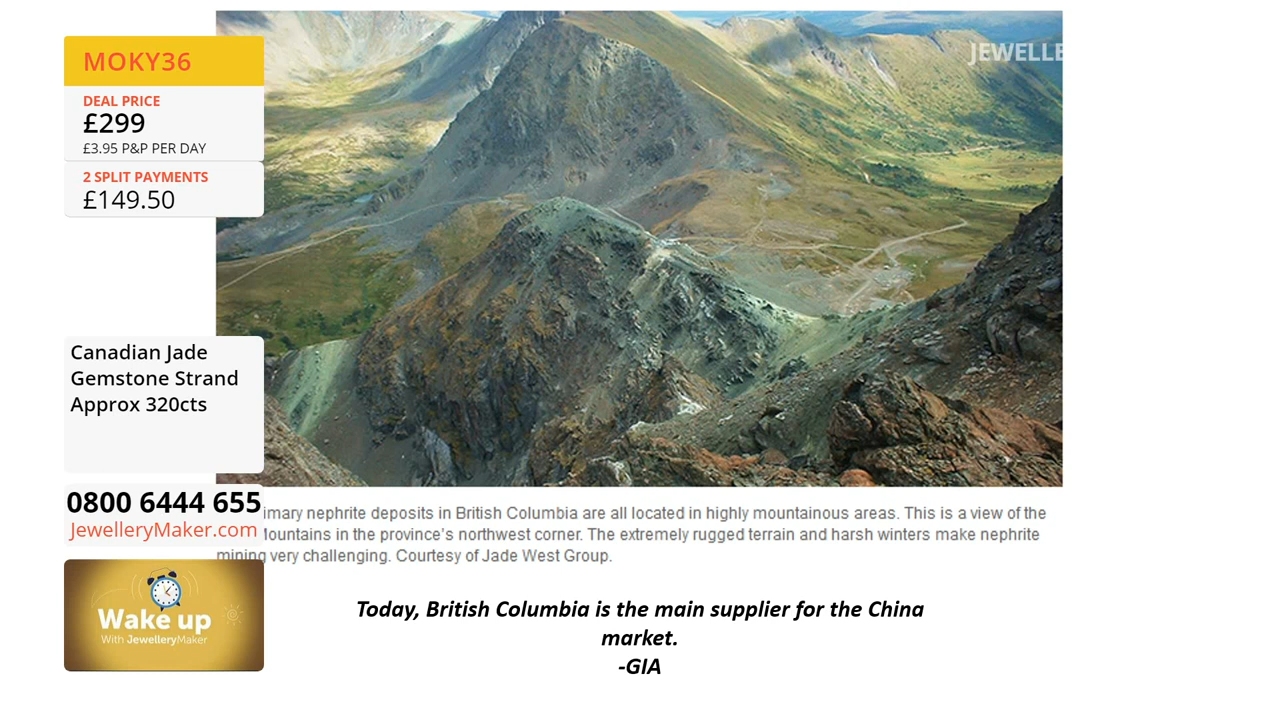 MOKY36
DEAL PRICE
£299
£3.95 P&P PER DAY
2 SPLIT PAYMENTS
£149.50
Canadian Jade
Gemstone Strand
Approx 320cts
0800 6444 655
JewelleryMaker.com
Wake up
With JewelleryMaker
JEWELLE
imary nephrite deposits in British Columbia are all located in highly mountainous areas. This is a view of the
ountains in the province's northwest corner. The extremely rugged terrain and harsh winters make nephrite
mining very challenging. Courtesy of Jade West Group.
Today, British Columbia is the main supplier for the China
market.
-GIA